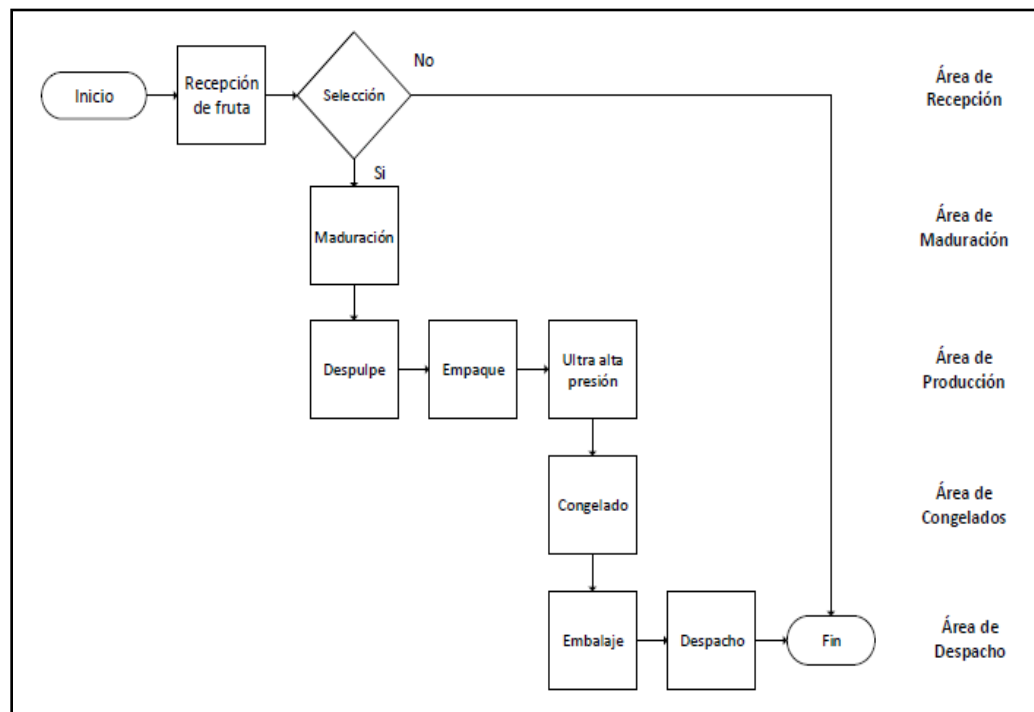 Inicio
Recepción
de fruta
Selección
No
Área de
Recepción
Si
Maduración
Área de
Maduración
Despulpe
Empaque
Ultra alta
presión
Área de
Producción
Congelado
Área de
Congelados
Embalaje
Despacho
Fin
Área de
Despacho